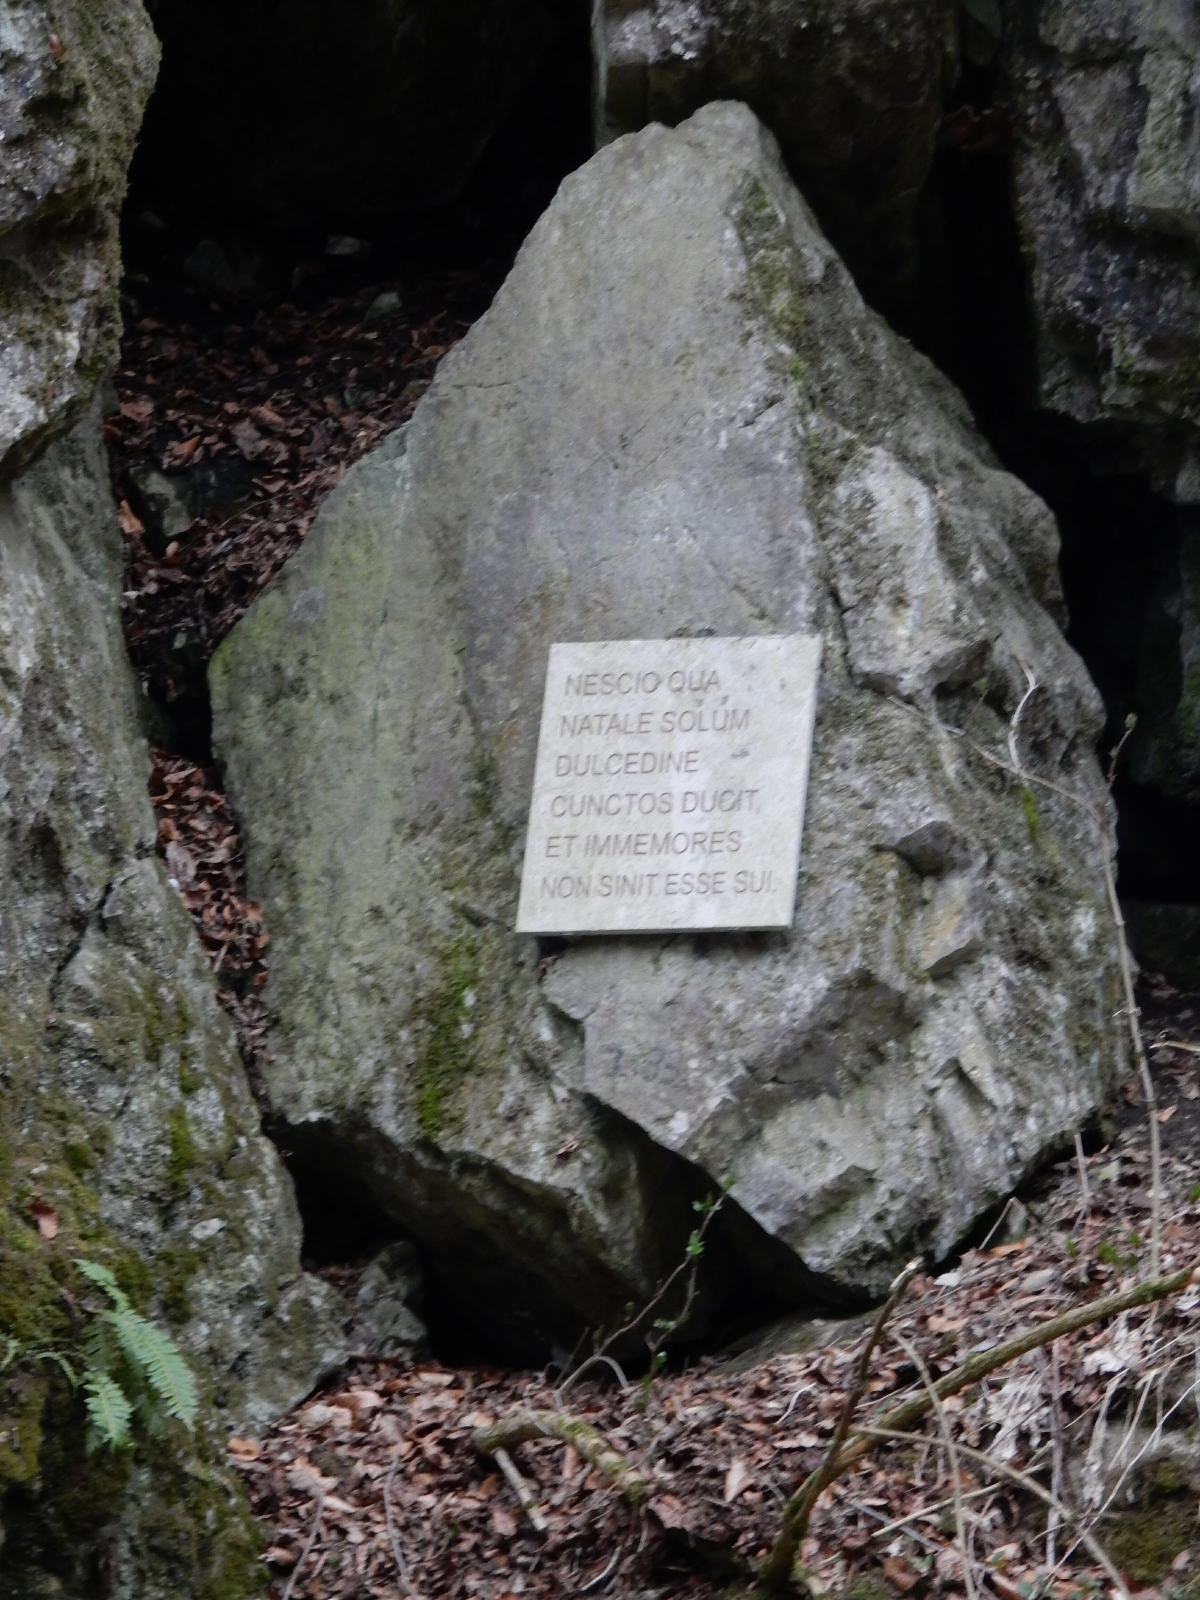 NESCIO QUA
NATALE SOLUM
DULCEDINE
CUNCTOS DUCIT,
ET IMMEMORES
NON SINIT ESSE SUI.